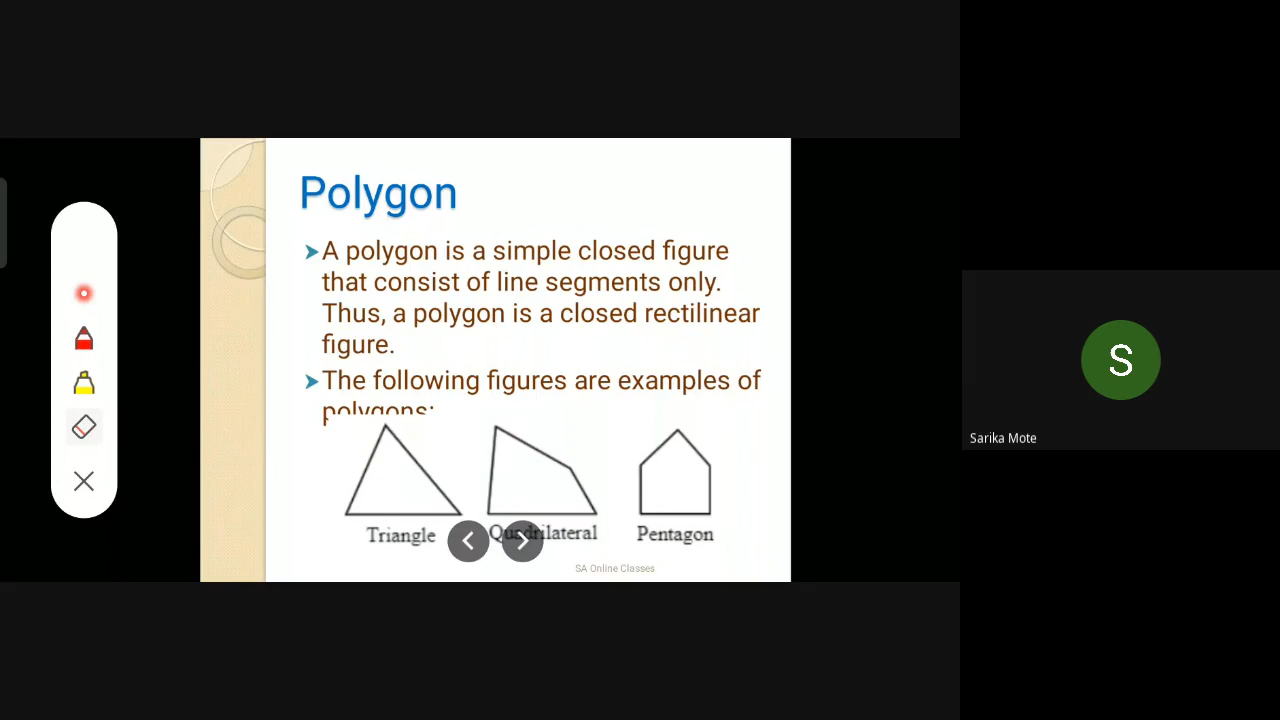 Polygon
➤A polygon is a simple closed figure
that consist of line segments only.
Thus, a polygon is a closed rectilinear
figure.
➤The following figures are examples of
polygons:
Triangle
Quadrilateral
Pentagon
SA Online Classes
S
Sarika Mote